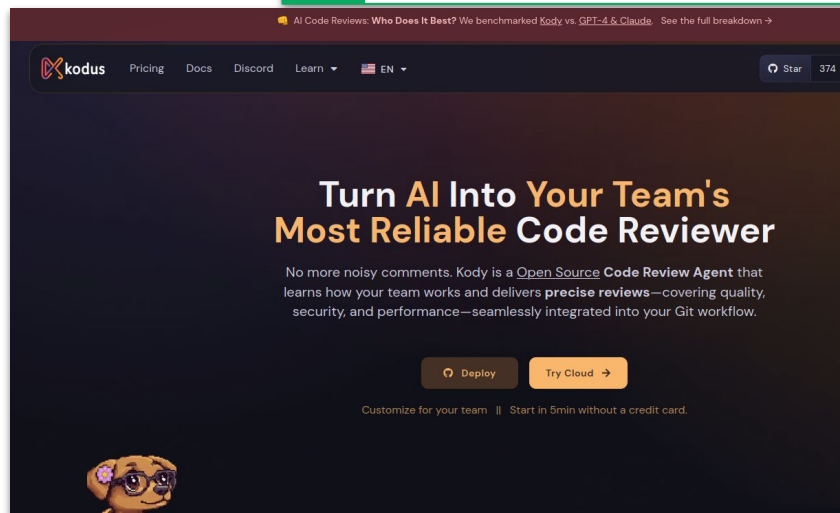 AI Code Reviews: Who Does It Best? We benchmarked Kody vs. GPT-4 & Claude. See the full breakdown →
kodus Pricing Docs Discord Learn EN Star 374
Turn AI Into Your Team's
Most Reliable Code Reviewer
No more noisy comments. Kody is a Open Source Code Review Agent that
learns how your team works and delivers precise reviews—covering quality,
security, and performance—seamlessly integrated into your Git workflow.
Deploy Try Cloud →
Customize for your team || Start in 5min without a credit card.